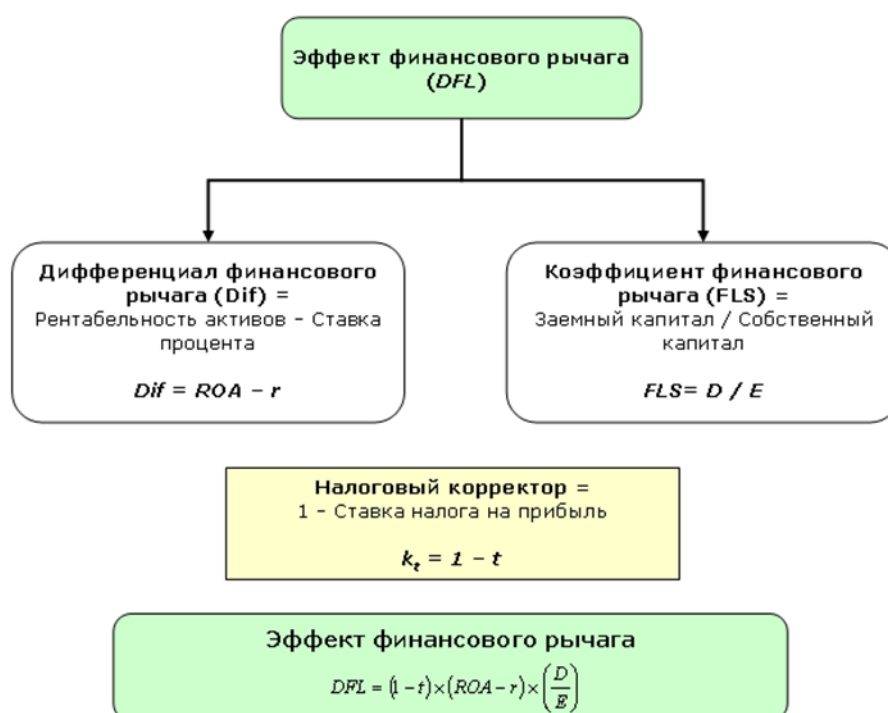 Эффект финансового рычага
(DFL)
Дифференциал финансового
рычага (Dif) =
Рентабельность активов – Ставка
процента
Dif = ROA – r
Коэффициент финансового
рычага (FLS) =
Заемный капитал / Собственный
капитал
FLS= D / E
Налоговый корректор =
1 – Ставка налога на прибыль
kₜ = 1 – t
Эффект финансового рычага
DFL = (1–t)×(ROA–r)×(D/E)